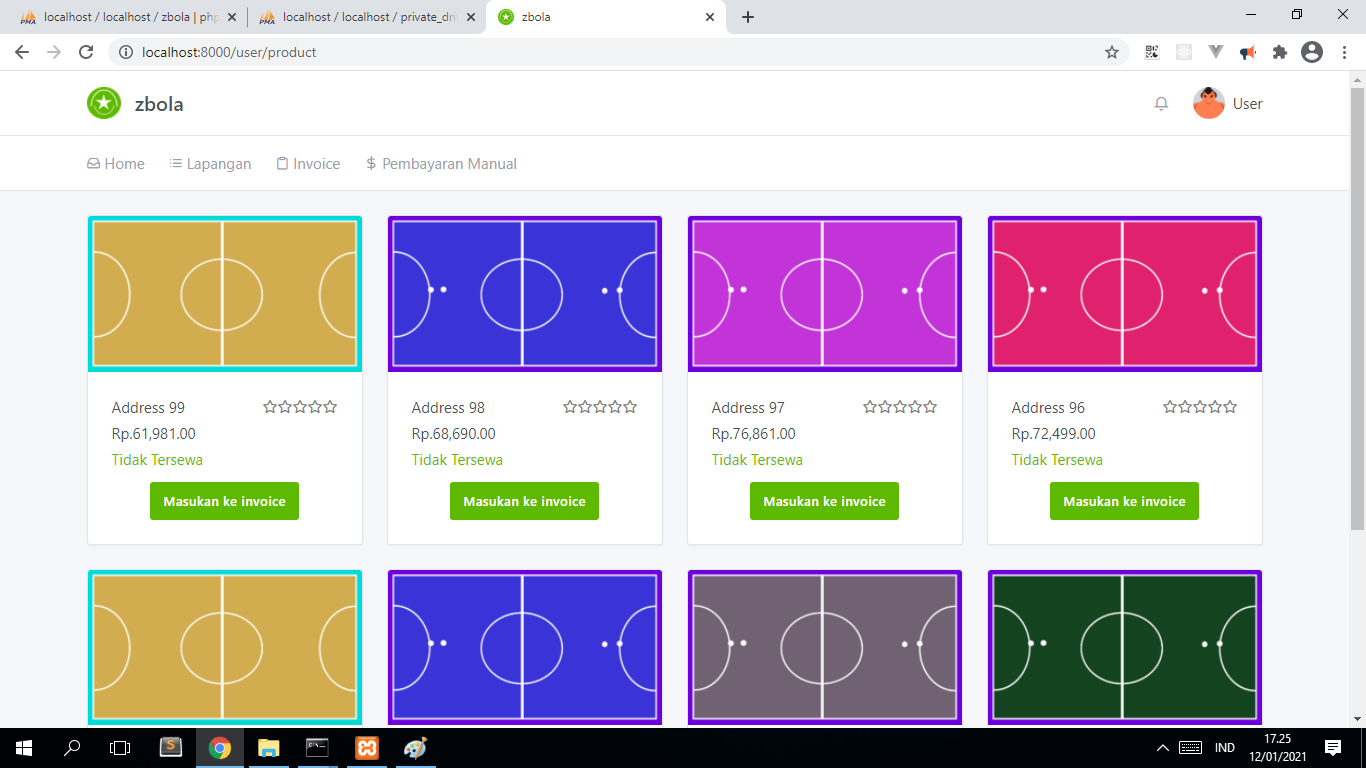 localhost / localhost / zbola | php
localhost / localhost / private_dri
zbola
localhost:8000/user/product
zbola
User
Home
Lapangan
Invoice
Pembayaran Manual
Address 99
Rp.61,981.00
Tidak Tersewa
Masukan ke invoice
Address 98
Rp.68,690.00
Tidak Tersewa
Masukan ke invoice
Address 97
Rp.76,861.00
Tidak Tersewa
Masukan ke invoice
Address 96
Rp.72,499.00
Tidak Tersewa
Masukan ke invoice
IND
17.25
12/01/2021